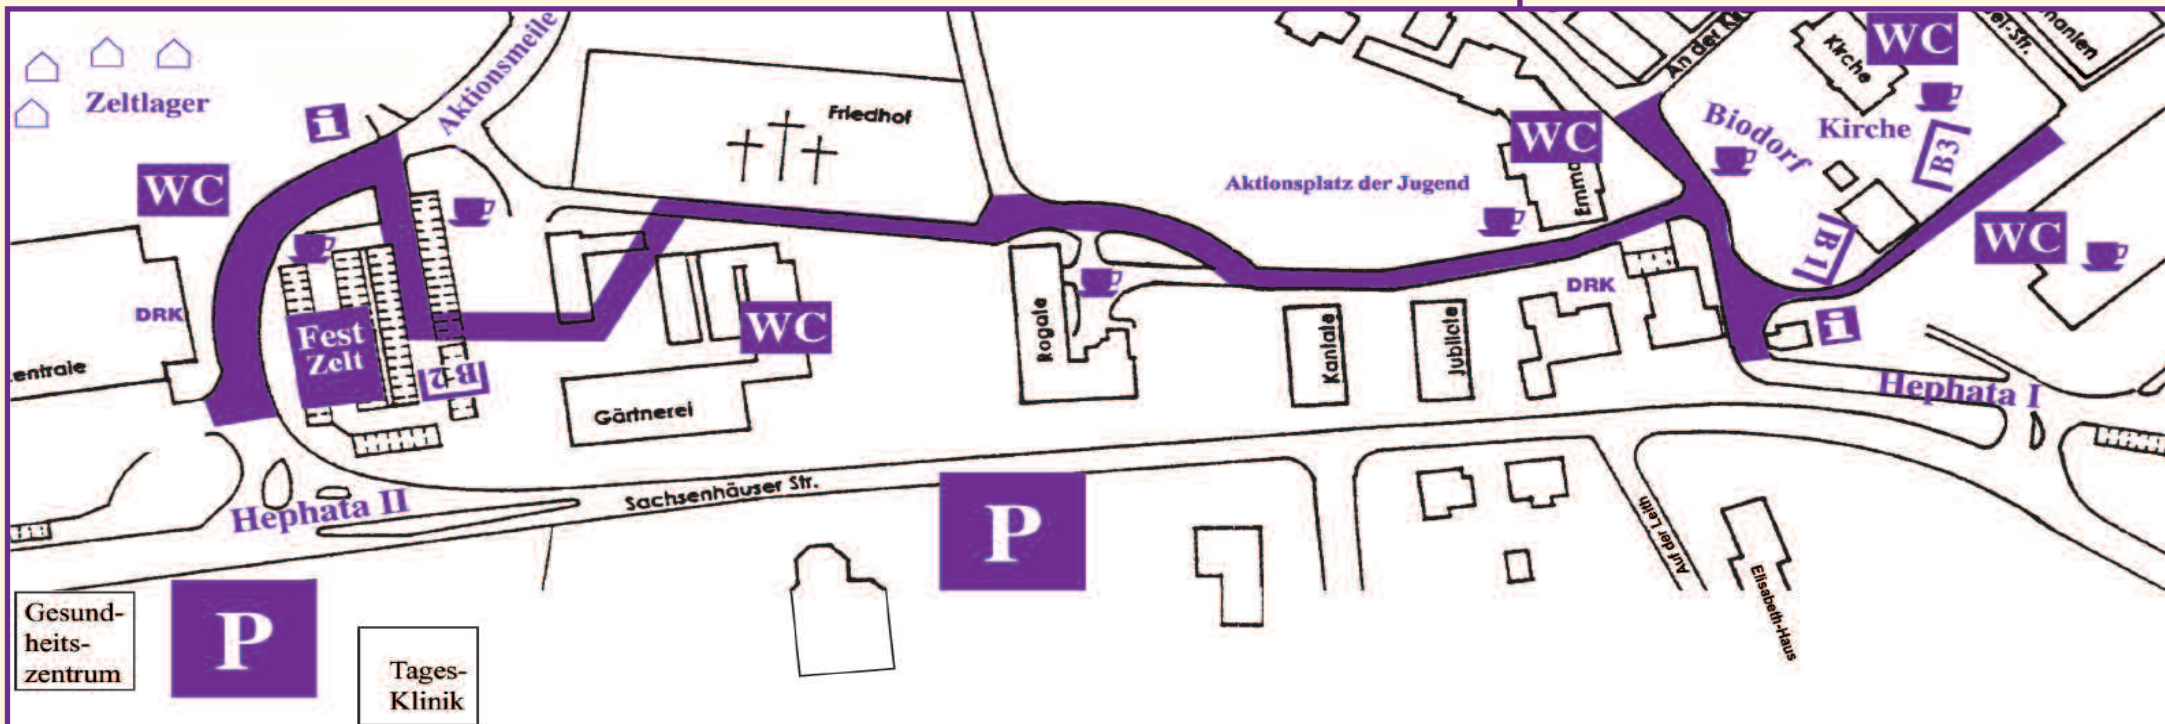 Zeltlager
Aktionsmeile
i
WC
DRK
entrale
Fest
Zelt
B2
Friedhof
Gärtnerei
WC
Rogate
Aktionsplatz der Jugend
WC
Kantate
Jubilate
DRK
An der
Kirche
WC
Biodorf
Kirche
B3
B1
WC
i
Hephata I
Hephata II
Sachsenhäuser Str.
P
Auf der Leith
Elisabeth-Haus
Gesund-
heits-
zentrum
P
Tages-
Klinik